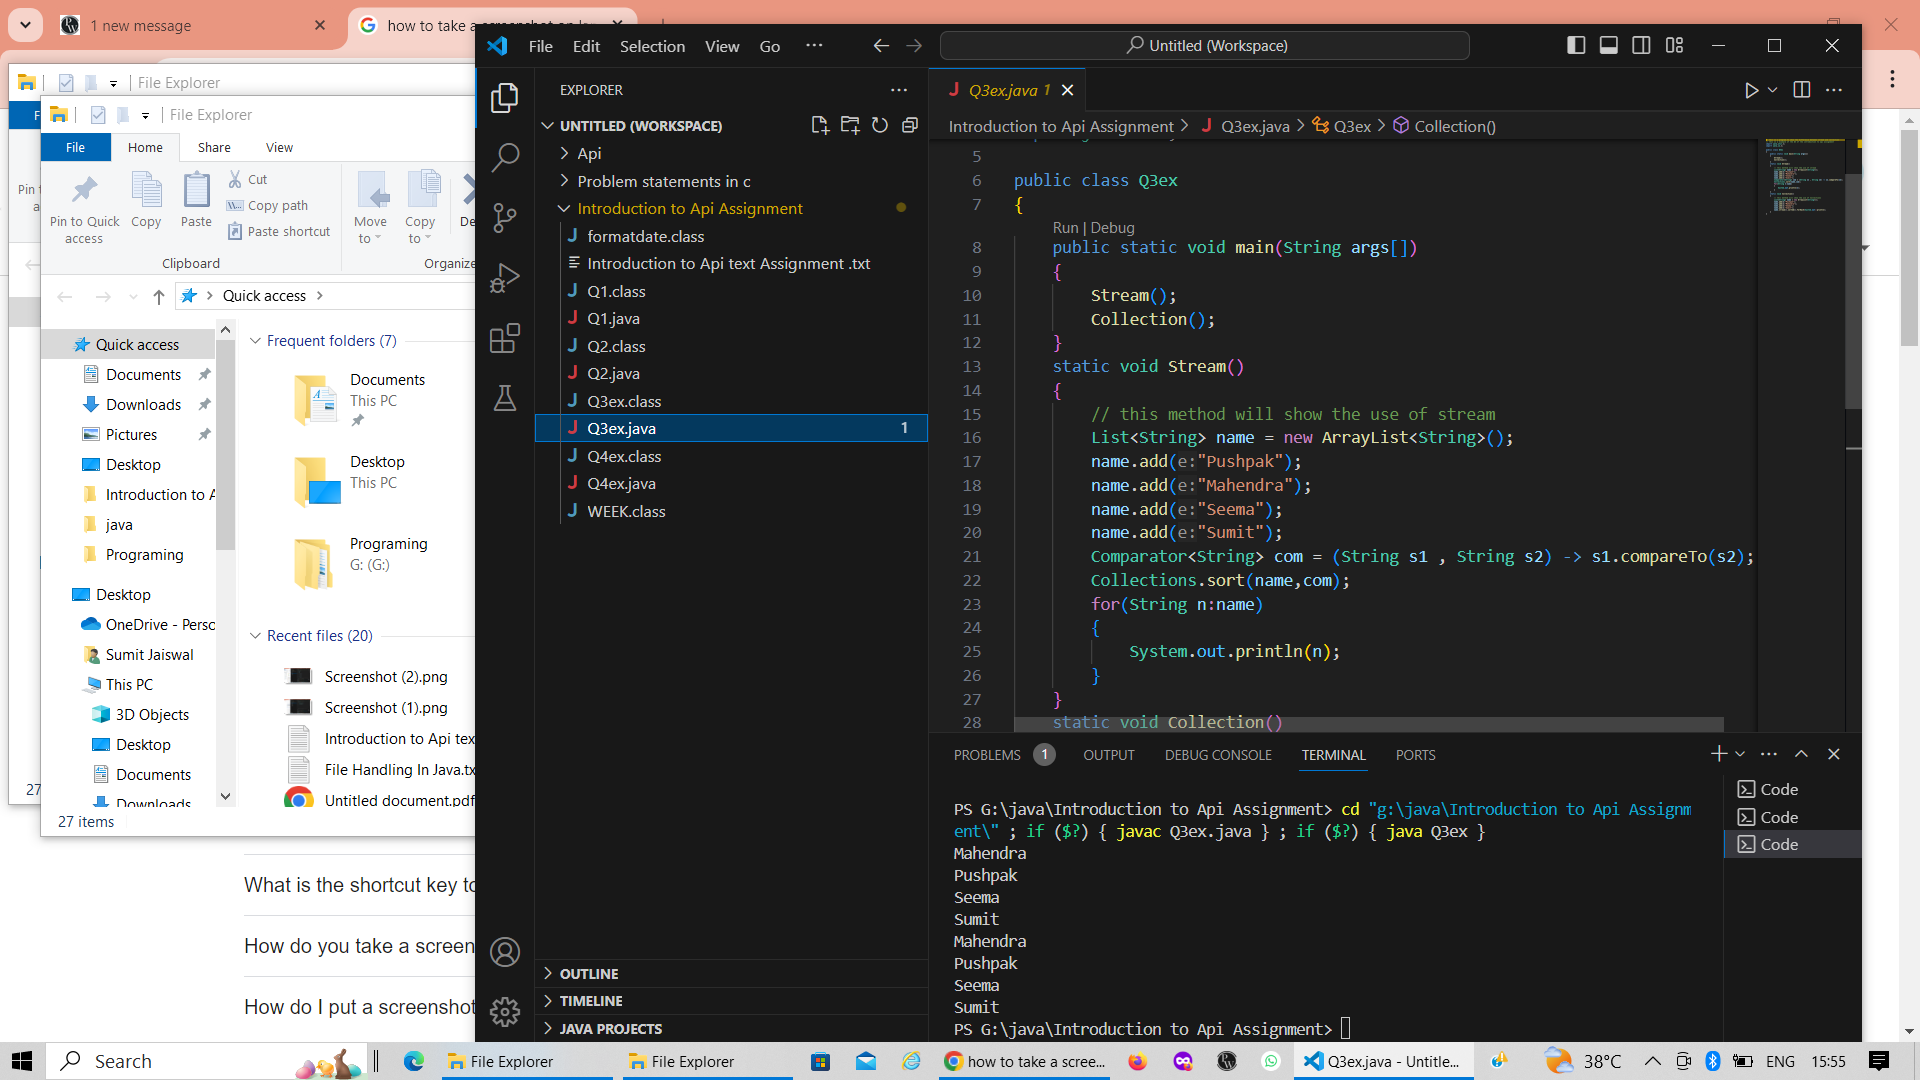 1 new message
how to take a screenshot on lap
File Explorer
File Explorer
File
Home
Share
View
Pin to Quick access
Copy
Paste
Cut
Copy path
Paste shortcut
Move to
Copy to
De
Clipboard
Organize
Quick access
Quick access
Documents
Downloads
Pictures
Desktop
Introduction to A
java
Programing
Desktop
OneDrive - Perso
Sumit Jaiswal
This PC
3D Objects
Desktop
Documents
Downloads
Frequent folders (7)
Documents
This PC
Desktop
This PC
Programing
G: (G:)
Recent files (20)
Screenshot (2).png
Screenshot (1).png
Introduction to Api tex
File Handling In Java.tx
Untitled document.pdf
27
27 items
What is the shortcut key to
How do you take a screen
How do I put a screenshot
File Edit Selection View Go ···
Untitled (Workspace)
EXPLORER
UNTITLED (WORKSPACE)
Api
Problem statements in c
Introduction to Api Assignment
formatdate.class
Introduction to Api text Assignment .txt
Q1.class
Q1.java
Q2.class
Q2.java
Q3ex.class
Q3ex.java 1
Q4ex.class
Q4ex.java
WEEK.class
OUTLINE
TIMELINE
JAVA PROJECTS
Q3ex.java 1
Introduction to Api Assignment > Q3ex.java > Q3ex > Collection()
5
6 public class Q3ex
7 {
Run | Debug
8 public static void main(String args[])
9 {
10 Stream();
11 Collection();
12 }
13 static void Stream()
14 {
15 // this method will show the use of stream
16 List<String> name = new ArrayList<String>();
17 name.add(e:"Pushpak");
18 name.add(e:"Mahendra");
19 name.add(e:"Seema");
20 name.add(e:"Sumit");
21 Comparator<String> com = (String s1 , String s2) -> s1.compareTo(s2);
22 Collections.sort(name,com);
23 for(String n:name)
24 {
25 System.out.println(n);
26 }
27 }
28 static void Collection()
PROBLEMS 1 OUTPUT DEBUG CONSOLE TERMINAL PORTS
PS G:\java\Introduction to Api Assignment> cd "g:\java\Introduction to Api Assignm
ent\" ; if ($?) { javac Q3ex.java } ; if ($?) { java Q3ex }
Mahendra
Pushpak
Seema
Sumit
Mahendra
Pushpak
Seema
Sumit
PS G:\java\Introduction to Api Assignment>
Code
Code
Code
Search
File Explorer
File Explorer
how to take a scree...
Q3ex.java - Untitle...
38°C
ENG
15:55